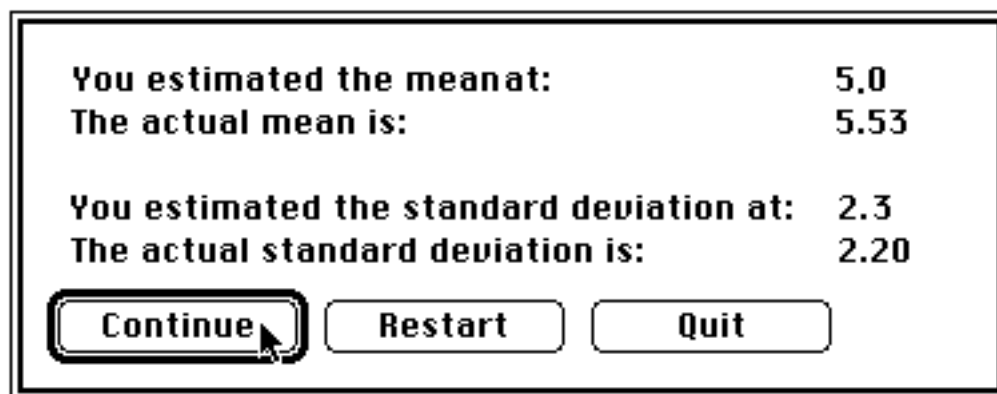 You estimated the meanat: 5.0
The actual mean is: 5.53
You estimated the standard deviation at: 2.3
The actual standard deviation is: 2.20
Continue Restart Quit